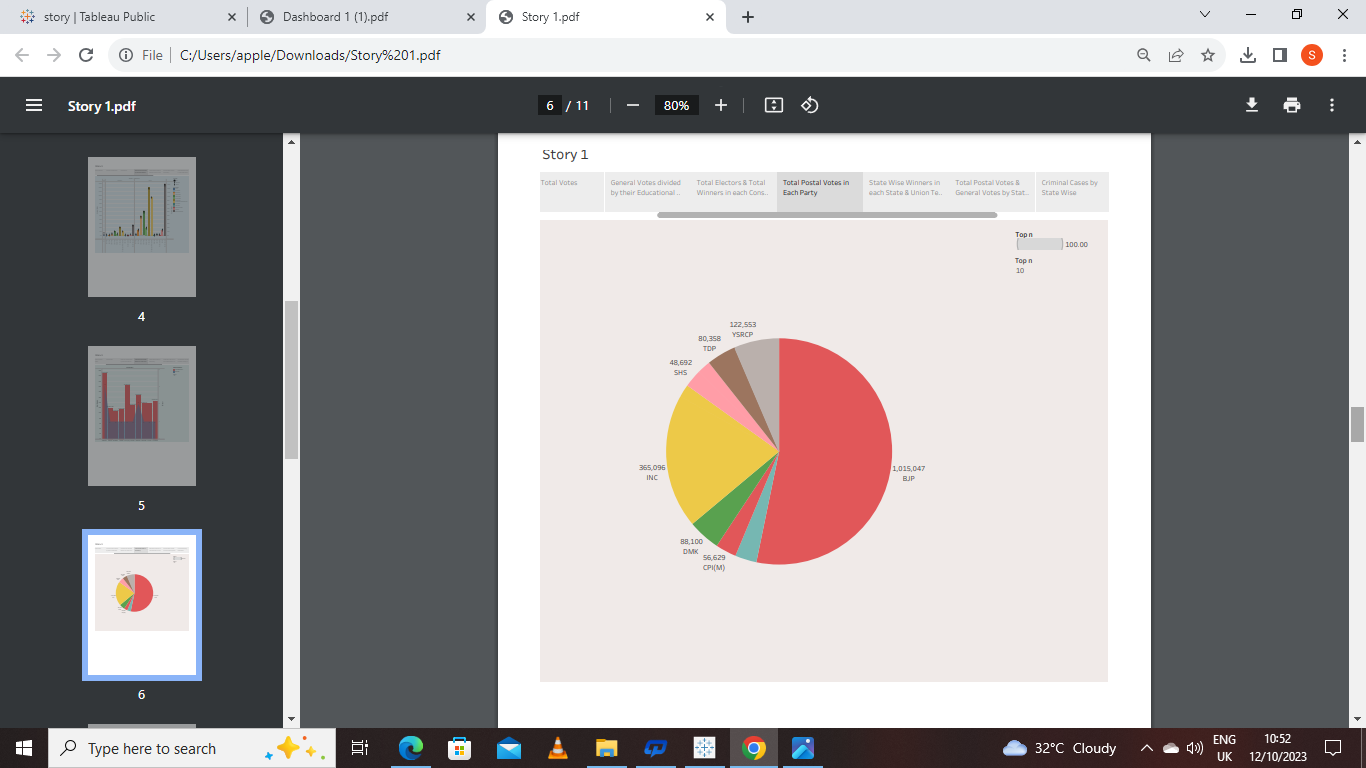 story | Tableau Public
Dashboard 1 (1).pdf
Story 1.pdf
File
C:/Users/apple/Downloads/Story%201.pdf
S
Story 1.pdf
6 / 11
80%
4
5
6
Story 1
Total Votes
General Votes divided
by their Educational ..
Total Electors & Total
Winners in each Cons..
Total Postal Votes in
Each Party
State Wise Winners in
each State & Union Te..
Total Postal Votes &
General Votes by Stat..
Criminal Cases by
State Wise
Top n
100.00
Top n
10
122,553
YSRCP
80,358
TDP
48,692
SHS
365,096
INC
1,015,047
BJP
88,100
DMK
56,629
CPI(M)
Type here to search
32°C Cloudy
ENG
UK
10:52
12/10/2023